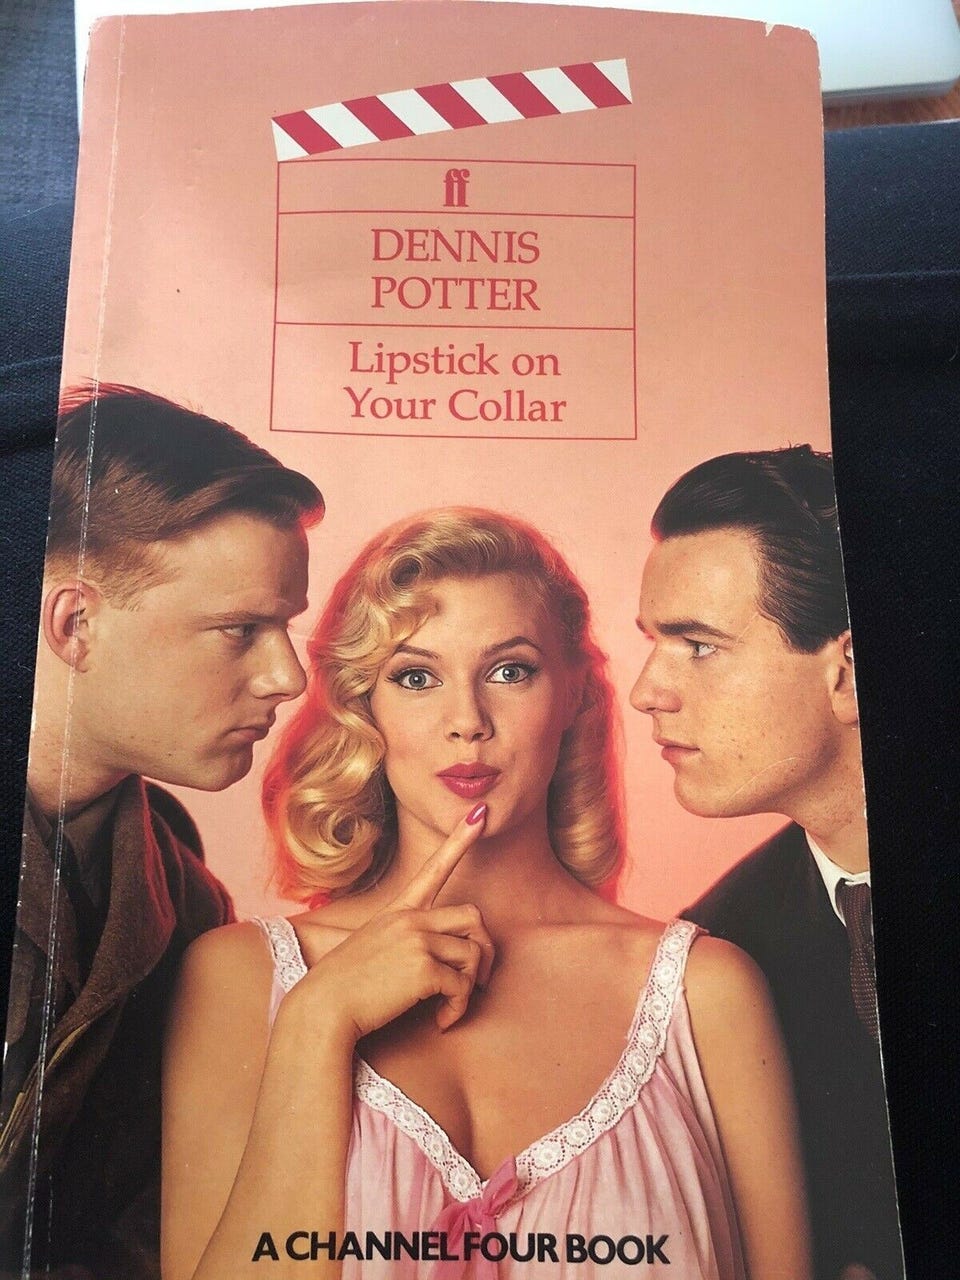 ff
DENNIS
POTTER
Lipstick on
Your Collar
A CHANNEL FOUR BOOK